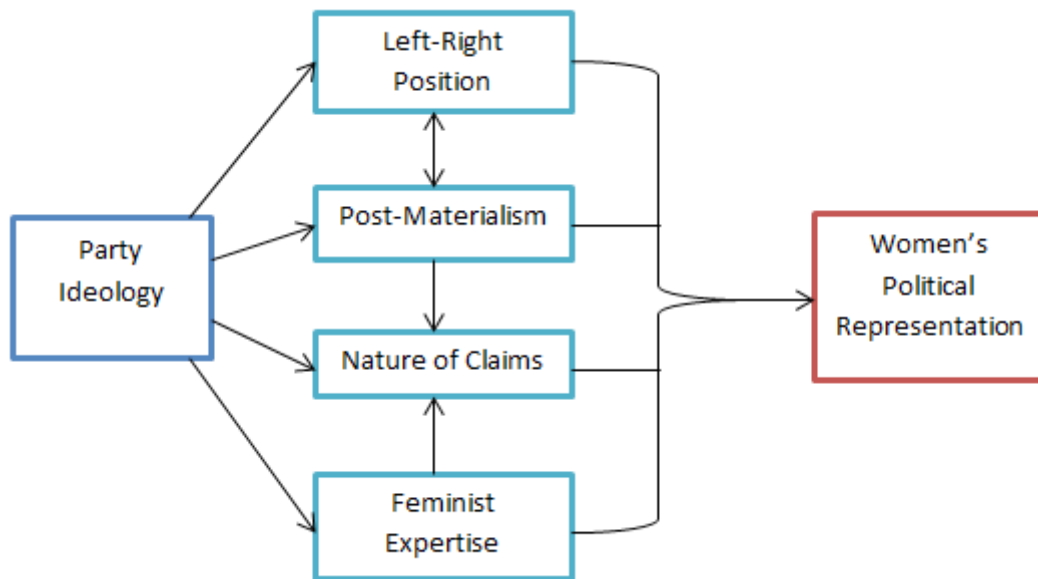 Left-Right
Position
Post-Materialism
Party
Ideology
Women’s
Political
Representation
Nature of Claims
Feminist
Expertise